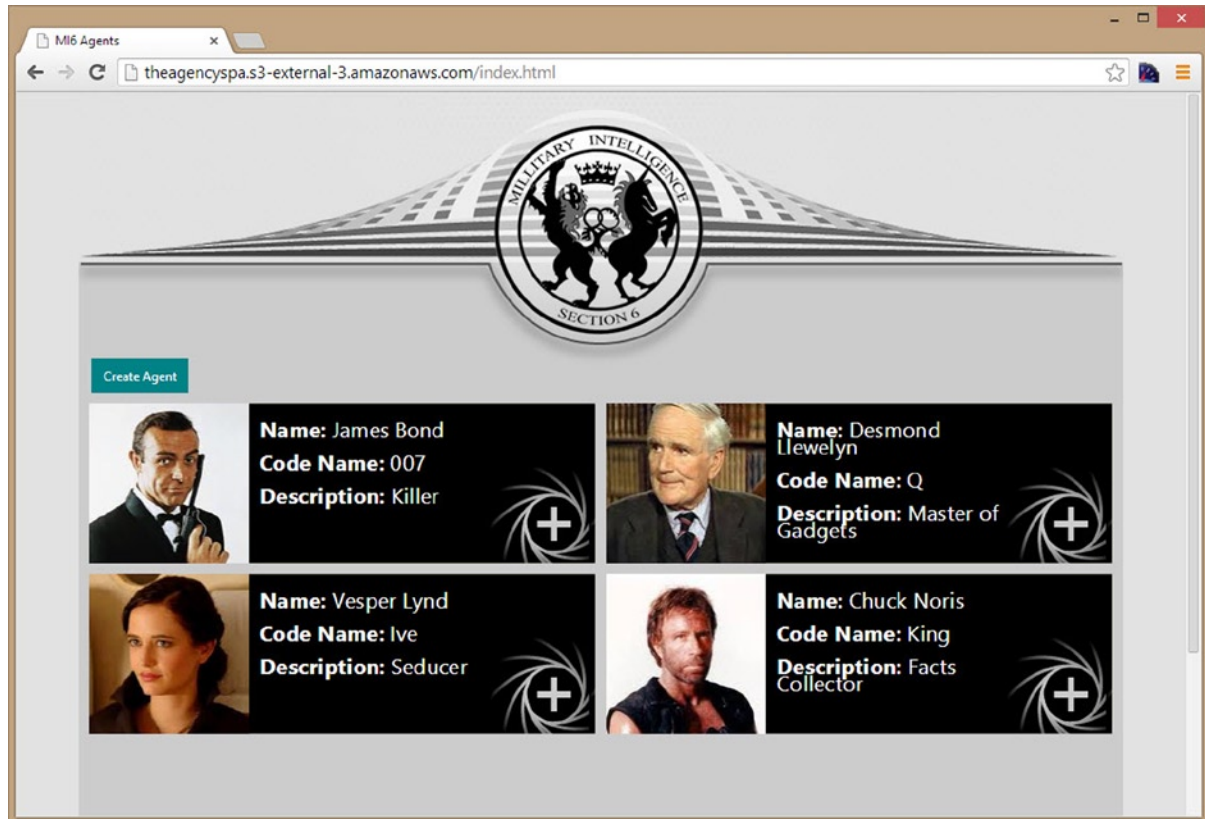 MI6 Agents
theagencyspa.s3-external-3.amazonaws.com/index.html
MILLITARY INTELLIGENCE
SECTION 6
Create Agent
Name: James Bond
Code Name: 007
Description: Killer
Name: Desmond
Llewelyn
Code Name: Q
Description: Master of
Gadgets
Name: Vesper Lynd
Code Name: Ive
Description: Seducer
Name: Chuck Noris
Code Name: King
Description: Facts
Collector